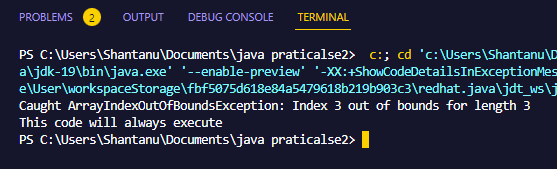 PROBLEMS 2 OUTPUT DEBUG CONSOLE TERMINAL
PS C:\Users\Shantanu\Documents\java praticalse2> c:; cd 'c:\Users\Shantanu\D
a\jdk-19\bin\java.exe' '--enable-preview' '-XX:+ShowCodeDetailsInExceptionMes
e\User\workspaceStorage\fbf5075d618e84a5479618b219b903c3\redhat.java\jdt_ws\j
Caught ArrayIndexOutOfBoundsException: Index 3 out of bounds for length 3
This code will always execute
PS C:\Users\Shantanu\Documents\java praticalse2>